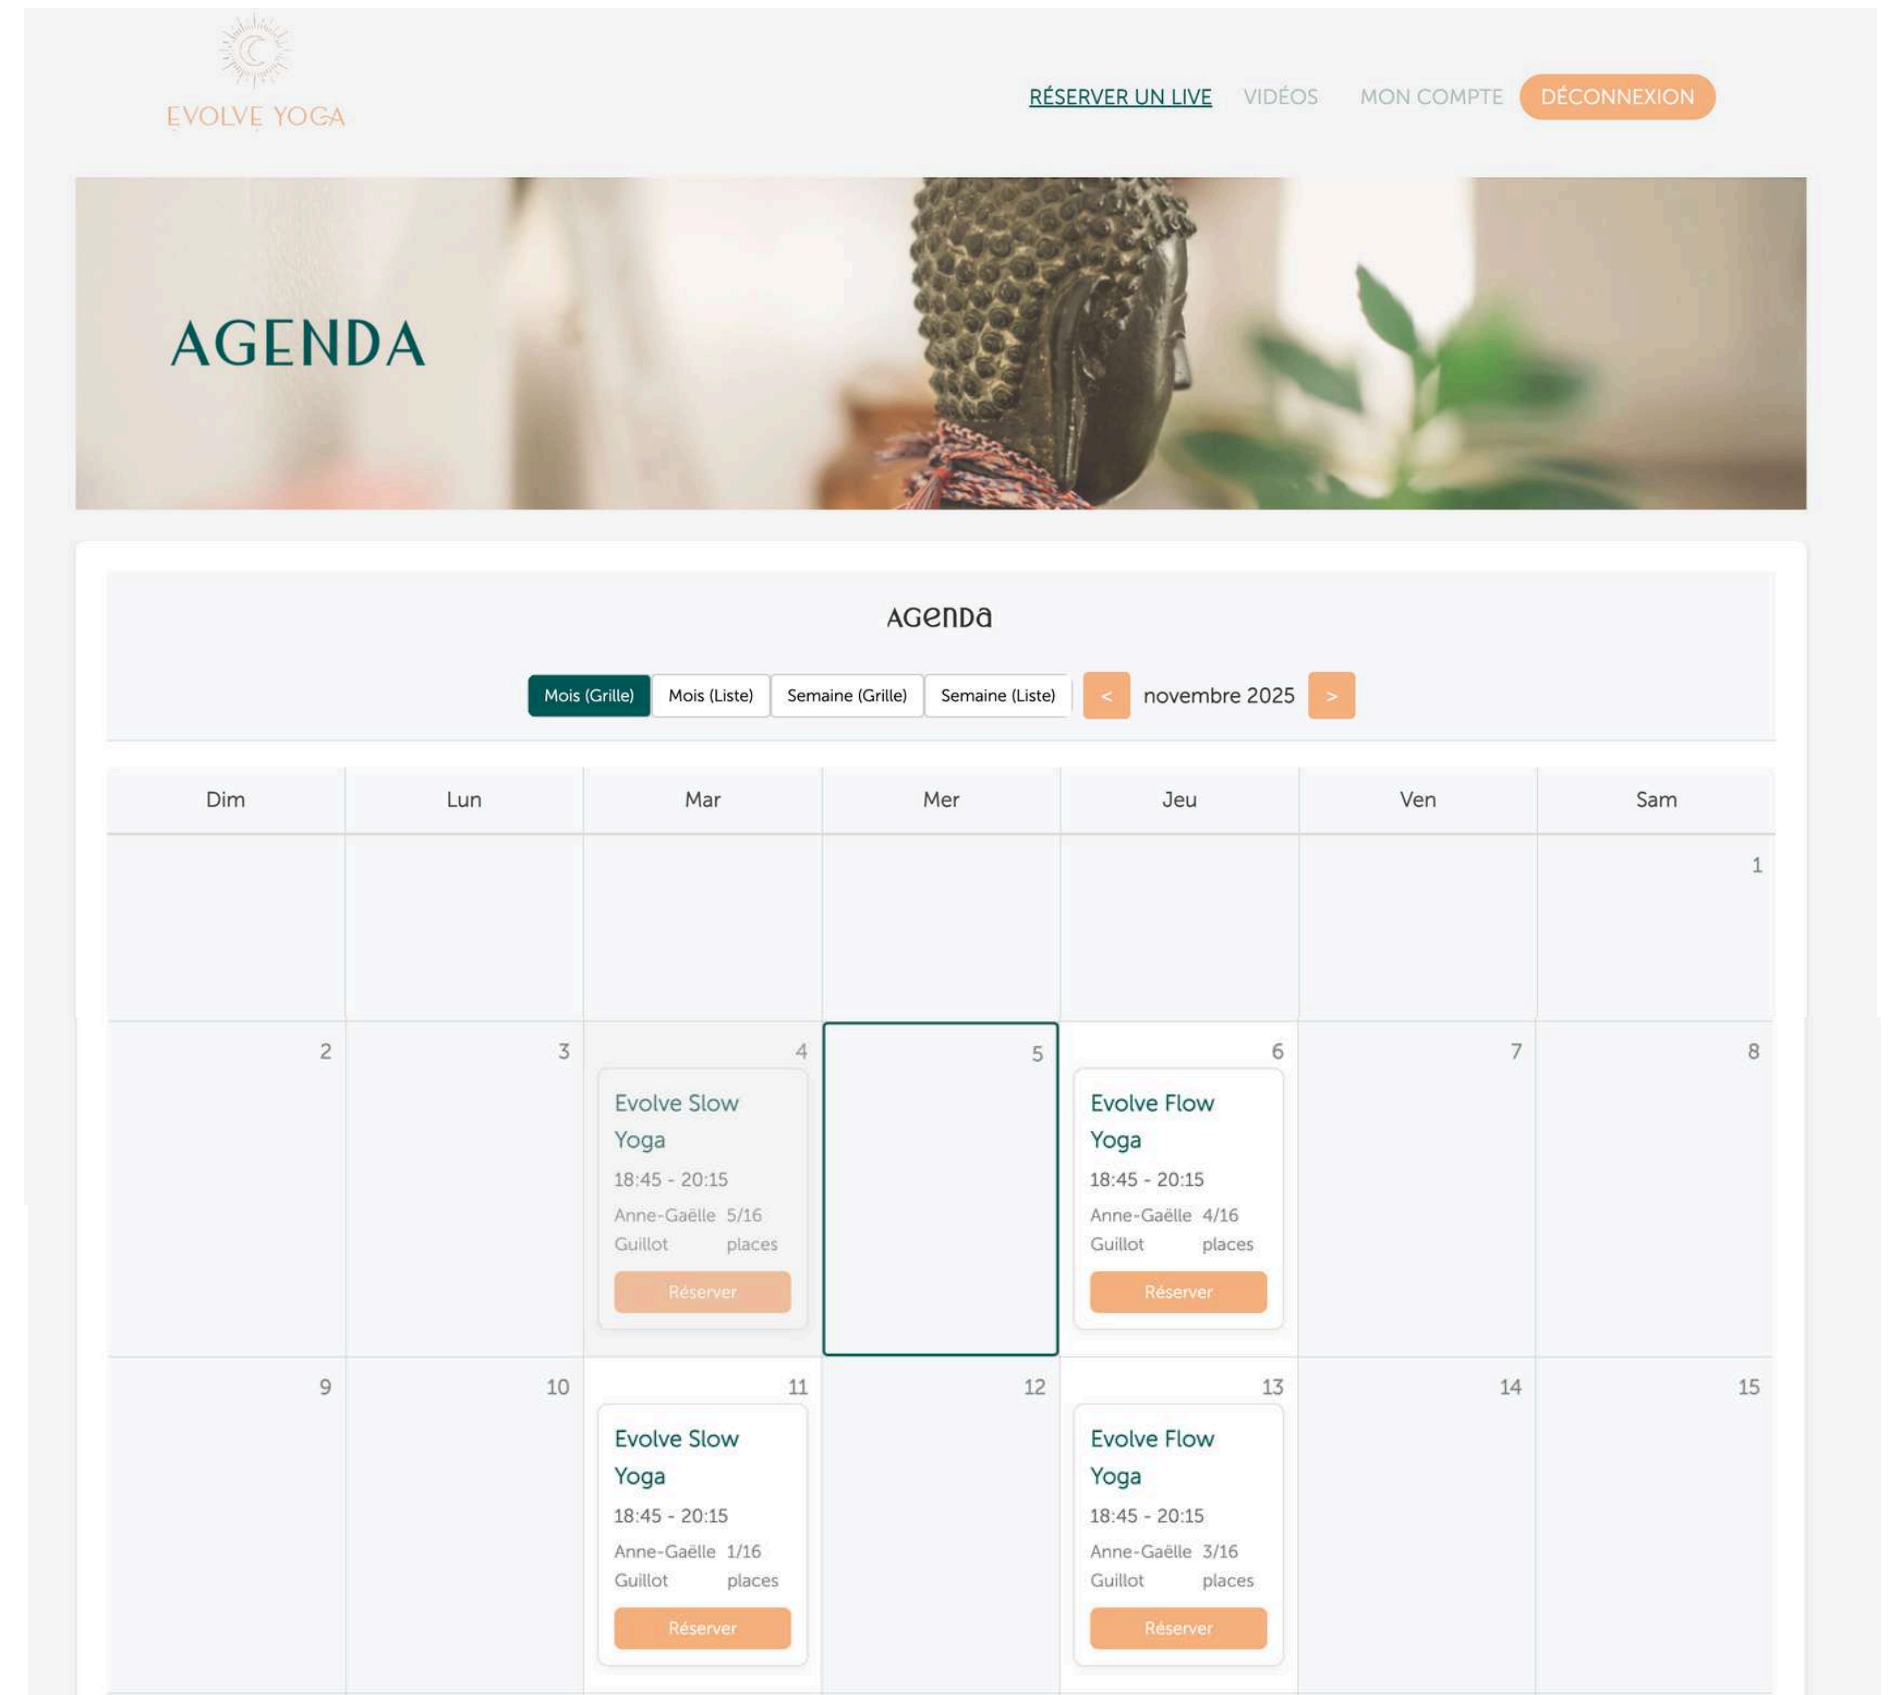 EVOLVE YOGA
RÉSERVER UN LIVE VIDÉOS MON COMPTE DÉCONNEXION
AGENDA
AGENDA
Mois (Grille) Mois (Liste) Semaine (Grille) Semaine (Liste) < novembre 2025 >
Dim Lun Mar Mer Jeu Ven Sam
1
2 3 4 5 6 7 8
Evolve Slow
Yoga
18:45 - 20:15
Anne-Gaëlle 5/16
Guillot places
Réserver
Evolve Flow
Yoga
18:45 - 20:15
Anne-Gaëlle 4/16
Guillot places
Réserver
9 10 11 12 13 14 15
Evolve Slow
Yoga
18:45 - 20:15
Anne-Gaëlle 1/16
Guillot places
Réserver
Evolve Flow
Yoga
18:45 - 20:15
Anne-Gaëlle 3/16
Guillot places
Réserver